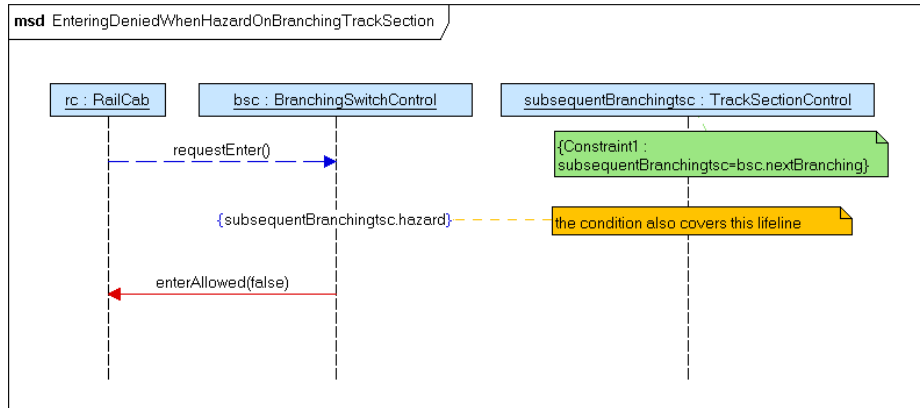 msd EnteringDeniedWhenHazardOnBranchingTrackSection
rc : RailCab
bsc : BranchingSwitchControl
subsequentBranchingtsc : TrackSectionControl
requestEnter()
{Constraint1 :
subsequentBranchingtsc=bsc.nextBranching}
{subsequentBranchingtsc.hazard}
the condition also covers this lifeline
enterAllowed(false)